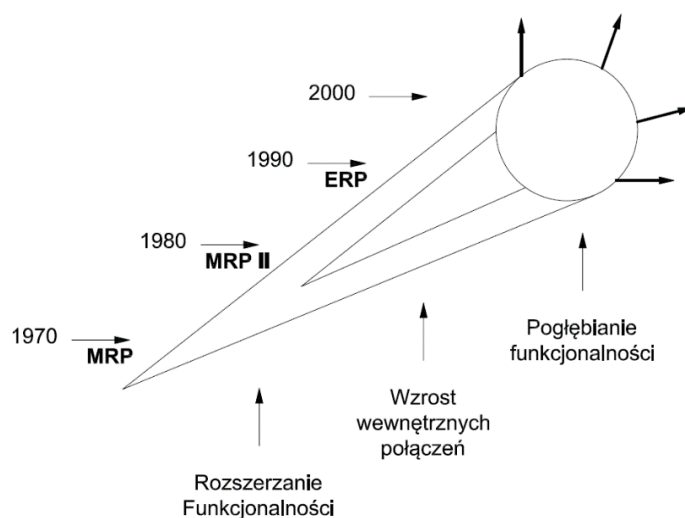 2000
1990
ERP
1980
MRP II
1970
MRP
Pogłębianie
funkcjonalności
Wzrost
wewnętrznych
połączeń
Rozszerzanie
Funkcjonalności